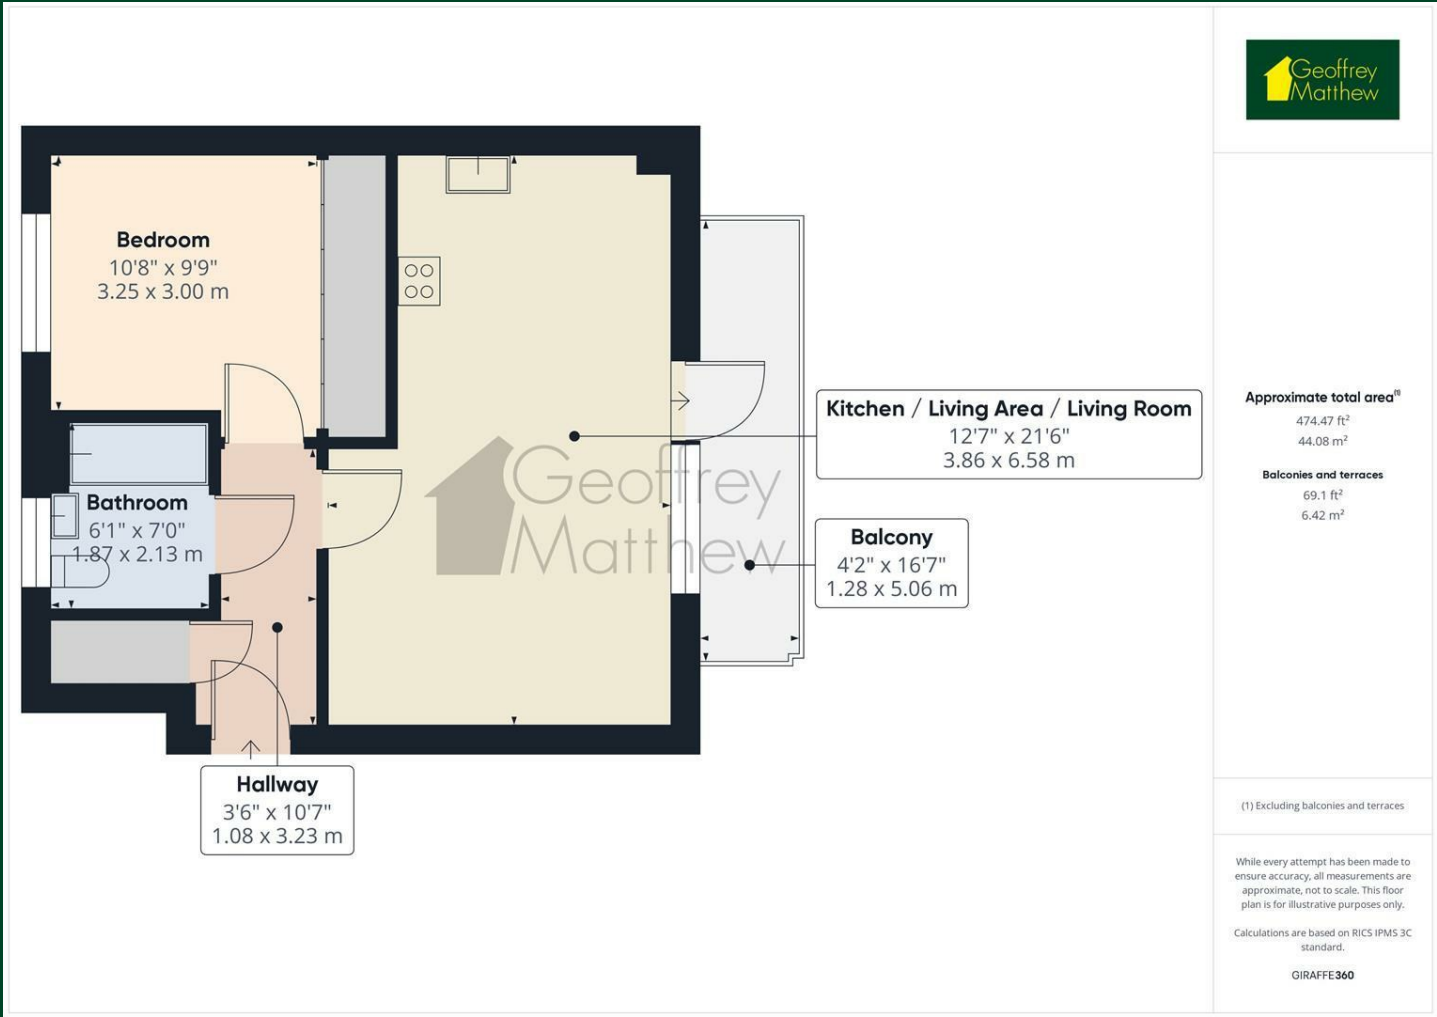 Geoffrey
Matthew
Bedroom
10'8" x 9'9"
3.25 x 3.00 m
Kitchen / Living Area / Living Room
12'7" x 21'6"
3.86 x 6.58 m
Geoffrey
Matthew
Bathroom
6'1" x 7'0"
1.87 x 2.13 m
Balcony
4'2" x 16'7"
1.28 x 5.06 m
Hallway
3'6" x 10'7"
1.08 x 3.23 m
Approximate total area(1)
474.47 ft²
44.08 m²
Balconies and terraces
69.1 ft²
6.42 m²
(1) Excluding balconies and terraces
While every attempt has been made to
ensure accuracy, all measurements are
approximate, not to scale. This floor
plan is for illustrative purposes only.
Calculations are based on RICS IPMS 3C
standard.
GIRAFFE360